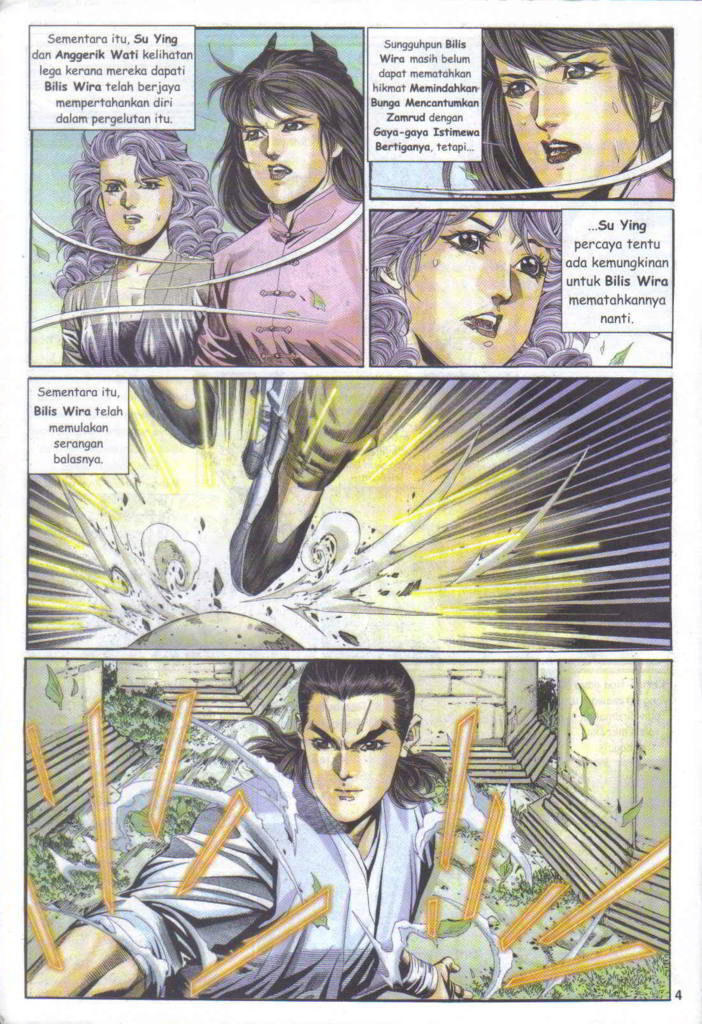 Sementara itu, Su Ying
dan Anggerik Wati kelihatan
lega kerana mereka dapati
Bilis Wira telah berjaya
mempertahankan diri
dalam pergelutan itu.
Sungguhpun Bilis
Wira masih belum
dapat mematahkan
hikmat Memindahkan
Bunga Mencantumkan
Zamrud dengan
Gaya-gaya Istimewa
Bertiganya, tetapi...
...Su Ying
percaya tentu
ada kemungkinan
untuk Bilis Wira
mematahkannya
nanti.
Sementara itu,
Bilis Wira telah
memulakan
serangan
balasnya.
4